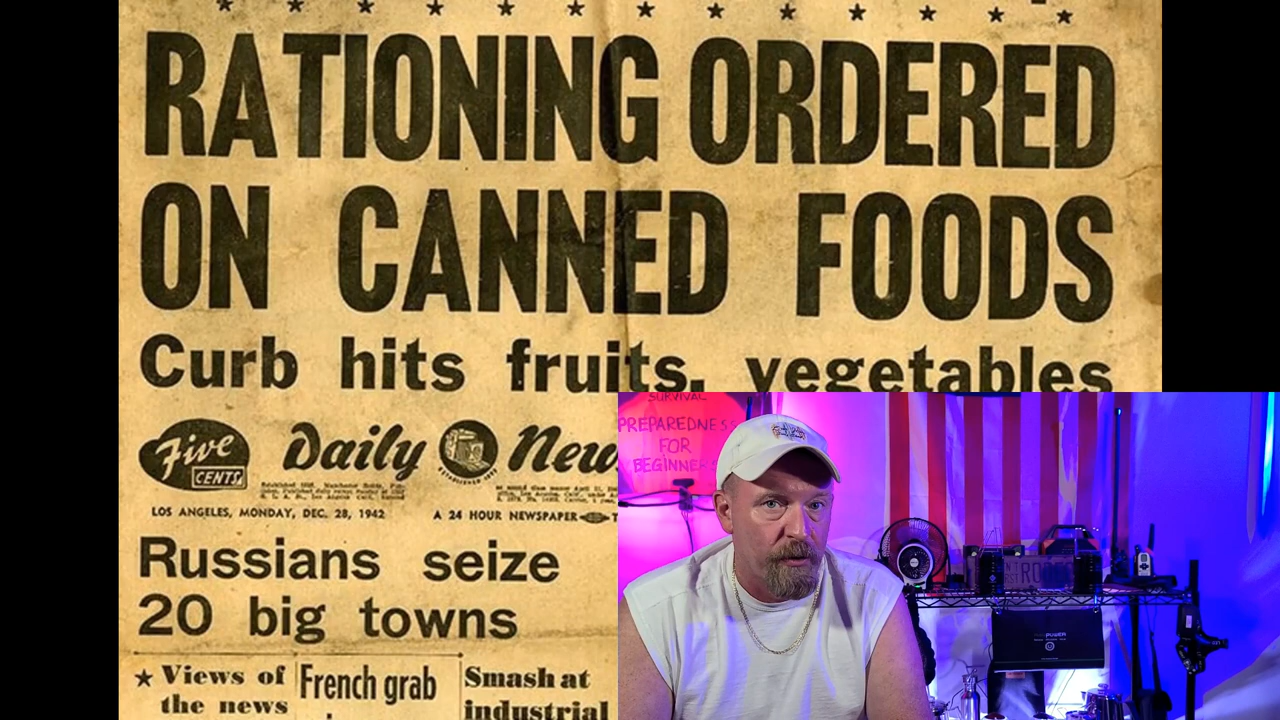 RATIONING ORDERED
ON CANNED FOODS
Curb hits fruits, vegetables
Five
CENTS
Daily
LOS ANGELES, MONDAY, DEC. 28, 1942
A 24 HOUR NEWSPAPER
Russians seize
20 big towns
Views of
the news
French grab
Smash at
industrial
SURVIVAL
PREPAREDNESS
FOR
BEGINNERS